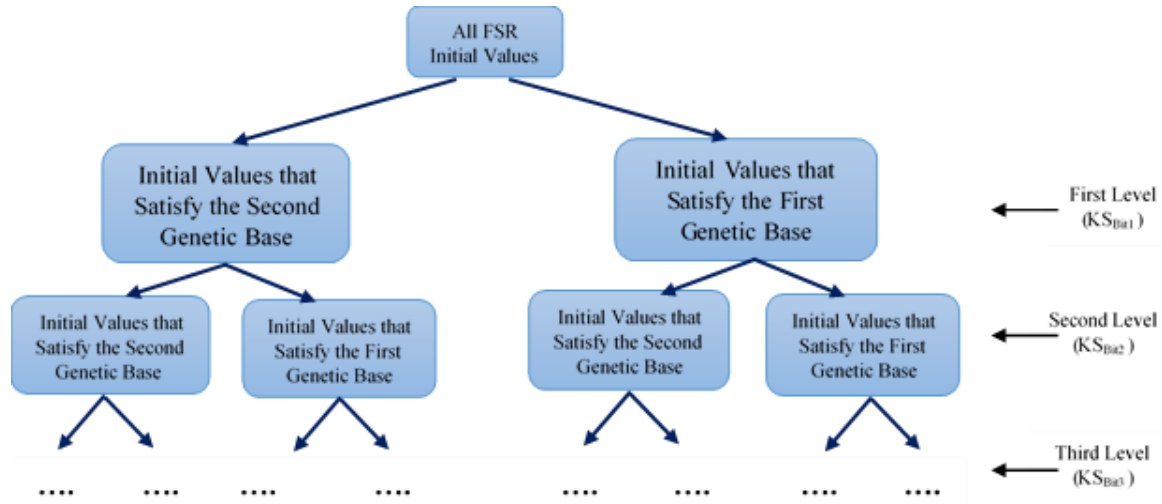 All FSR
Initial Values
Initial Values that
Satisfy the Second
Genetic Base
Initial Values that
Satisfy the First
Genetic Base
First Level
(KSBit1)
Initial Values that
Satisfy the Second
Genetic Base
Initial Values that
Satisfy the First
Genetic Base
Initial Values that
Satisfy the Second
Genetic Base
Initial Values that
Satisfy the First
Genetic Base
Second Level
(KSBit2)
Third Level
(KSBit3)
.... .... .... .... .... .... .... ....